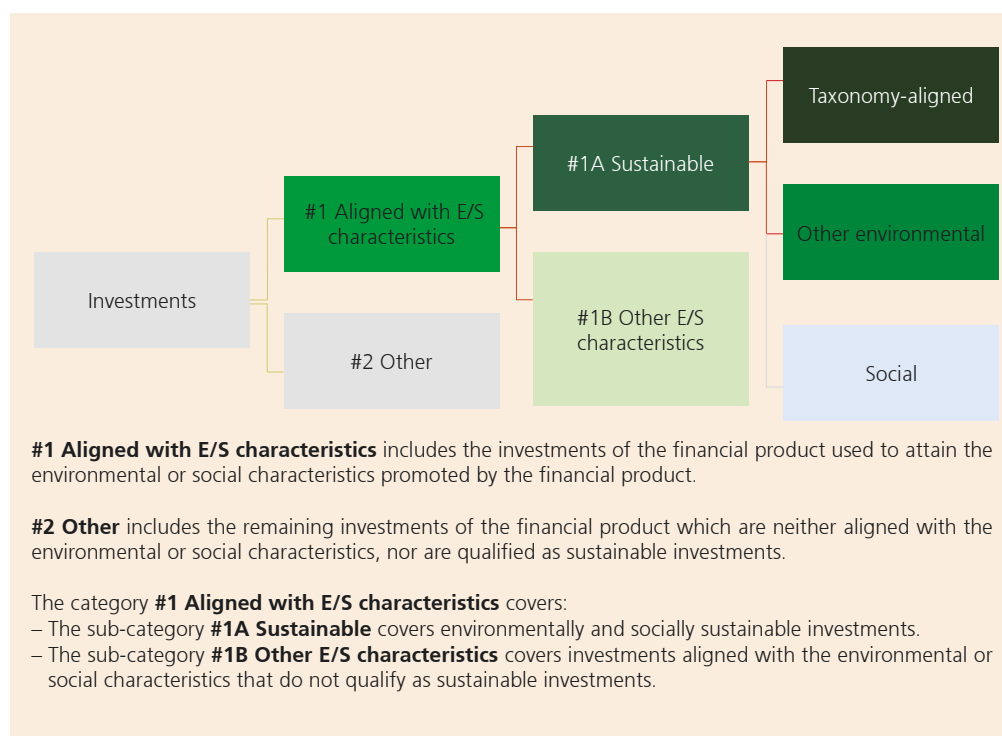 Taxonomy-aligned
#1A Sustainable
#1 Aligned with E/S
characteristics
Other environmental
Investments
#1B Other E/S
characteristics
#2 Other
Social
#1 Aligned with E/S characteristics includes the investments of the financial product used to attain the
environmental or social characteristics promoted by the financial product.
#2 Other includes the remaining investments of the financial product which are neither aligned with the
environmental or social characteristics, nor are qualified as sustainable investments.
The category #1 Aligned with E/S characteristics covers:
– The sub-category #1A Sustainable covers environmentally and socially sustainable investments.
– The sub-category #1B Other E/S characteristics covers investments aligned with the environmental or
social characteristics that do not qualify as sustainable investments.